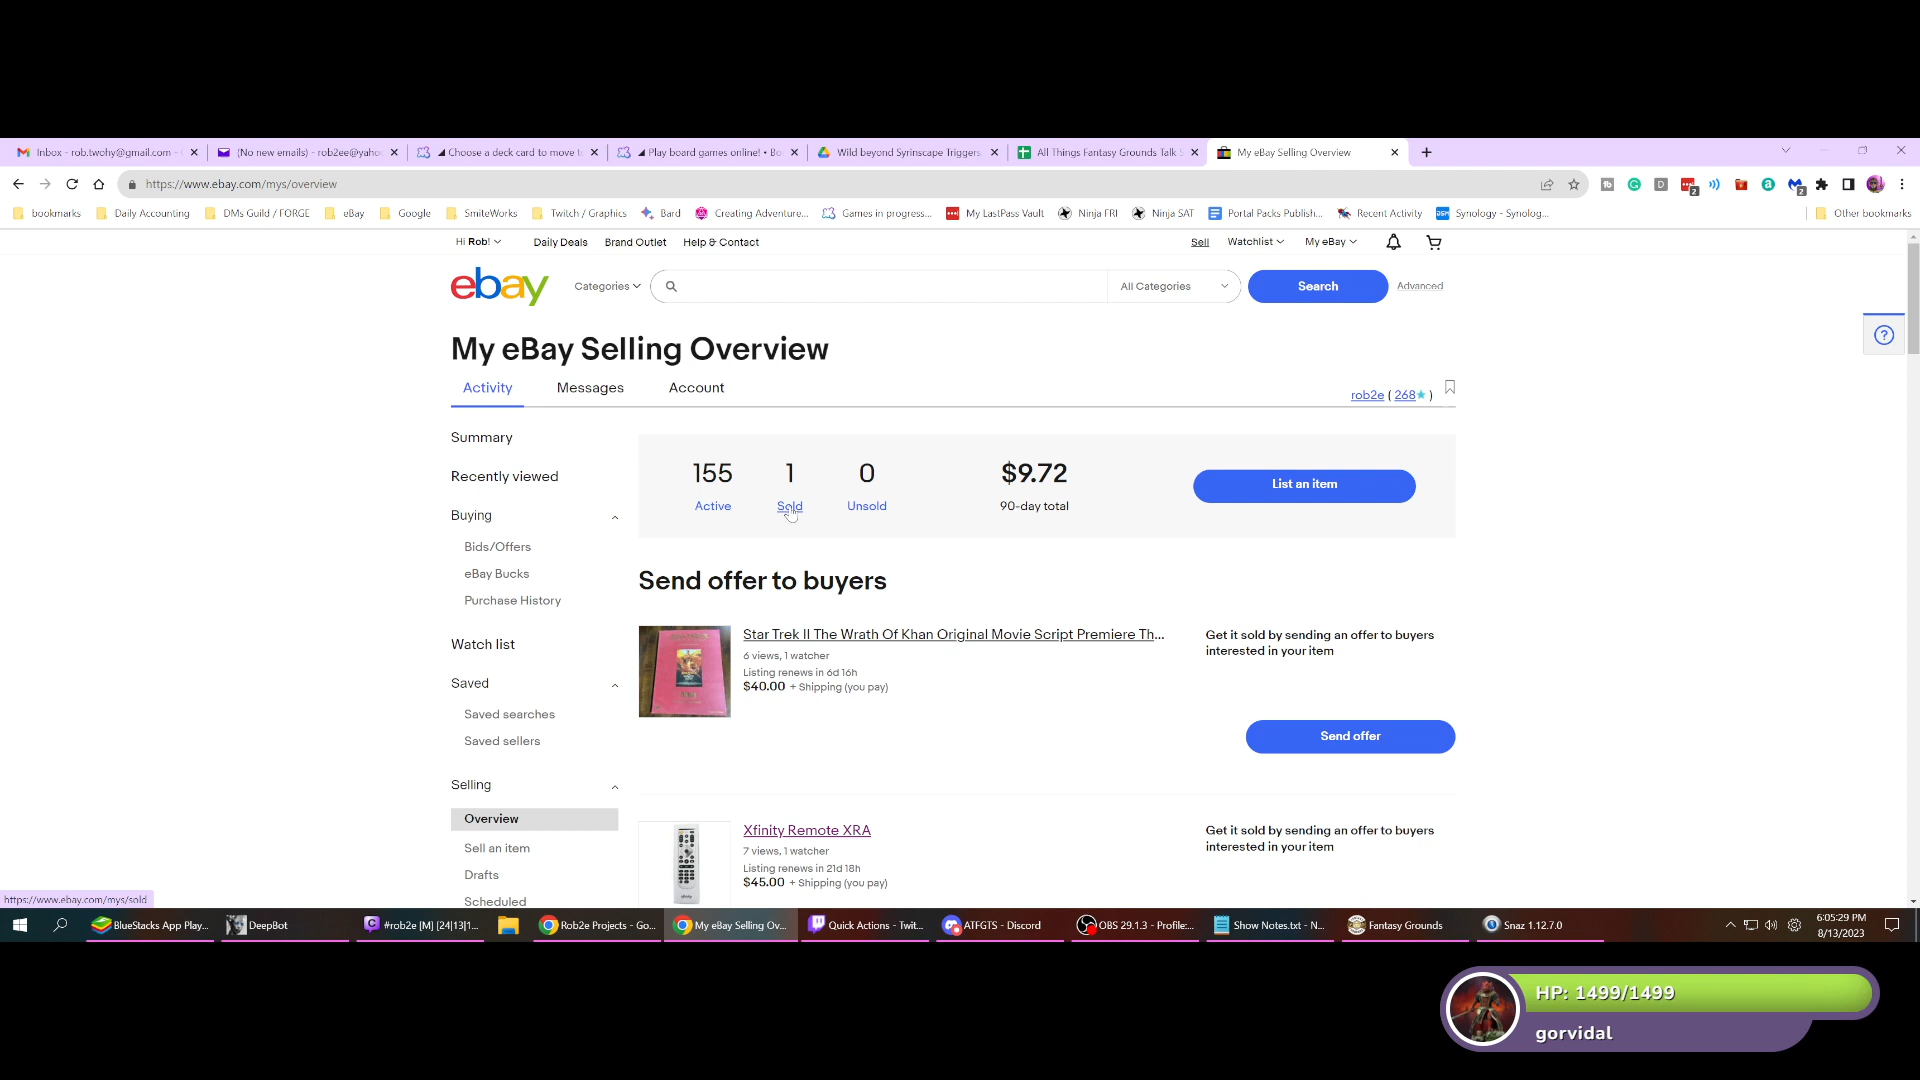 Inbox - rob.twohy@gmail.com -
(No new emails) - rob2ee@yaho
Choose a deck card to move t
Play board games online! • Bo
Wild beyond Syrinscape Triggers
All Things Fantasy Grounds Talk S
My eBay Selling Overview
https://www.ebay.com/mys/overview
bookmarks
Daily Accounting
DMs Guild / FORGE
eBay
Google
SmiteWorks
Twitch / Graphics
Bard
Creating Adventure...
Games in progress...
My LastPass Vault
Ninja FRI
Ninja SAT
Portal Packs Publish...
Recent Activity
Synology - Synolog...
Other bookmarks
Hi Rob!
Daily Deals
Brand Outlet
Help & Contact
Sell
Watchlist
My eBay
ebay
Categories
All Categories
Search
Advanced
My eBay Selling Overview
Activity
Messages
Account
rob2e ( 268 )
Summary
Recently viewed
Buying
Bids/Offers
eBay Bucks
Purchase History
Watch list
Saved
Saved searches
Saved sellers
Selling
Overview
Sell an item
Drafts
Scheduled
155
Active
1
Sold
0
Unsold
$9.72
90-day total
List an item
Send offer to buyers
Star Trek II The Wrath Of Khan Original Movie Script Premiere Th...
6 views, 1 watcher
Listing renews in 6d 16h
$40.00 + Shipping (you pay)
Get it sold by sending an offer to buyers
interested in your item
Send offer
Xfinity Remote XRA
7 views, 1 watcher
Listing renews in 21d 18h
$45.00 + Shipping (you pay)
Get it sold by sending an offer to buyers
interested in your item
https://www.ebay.com/mys/sold
BlueStacks App Play...
DeepBot
#rob2e [M] [24|13|1...
Rob2e Projects - Go...
My eBay Selling Ov...
Quick Actions - Twit...
ATFGTS - Discord
OBS 29.1.3 - Profile:...
Show Notes.txt - N...
Fantasy Grounds
Snaz 1.12.7.0
6:05:29 PM
8/13/2023
HP: 1499/1499
gorvidal